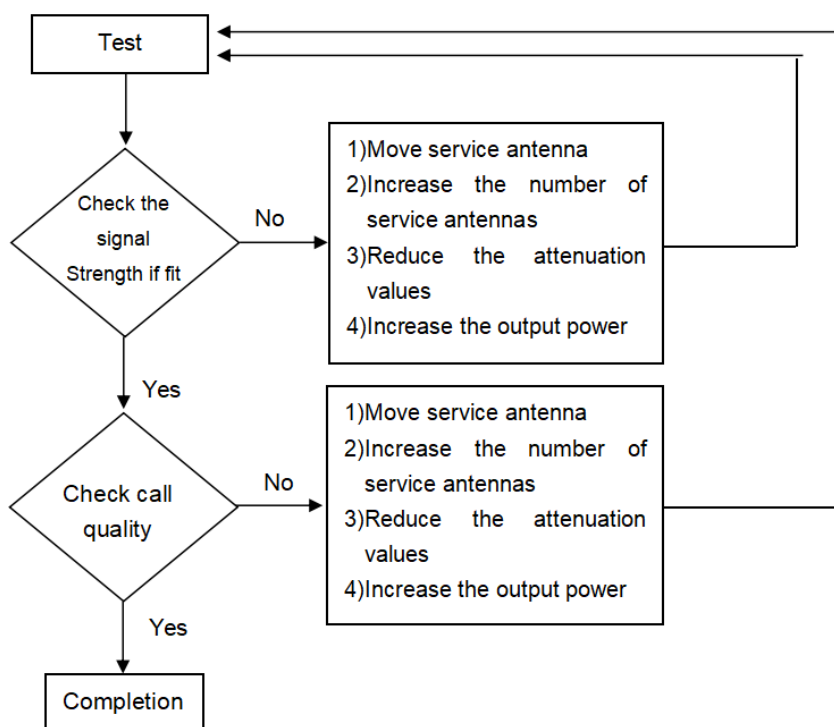 Test
Check the
signal
Strength if fit
No
1)Move service antenna
2)Increase the number of
service antennas
3)Reduce the attenuation
values
4)Increase the output power
Yes
Check call
quality
No
1)Move service antenna
2)Increase the number of
service antennas
3)Reduce the attenuation
values
4)Increase the output power
Yes
Completion